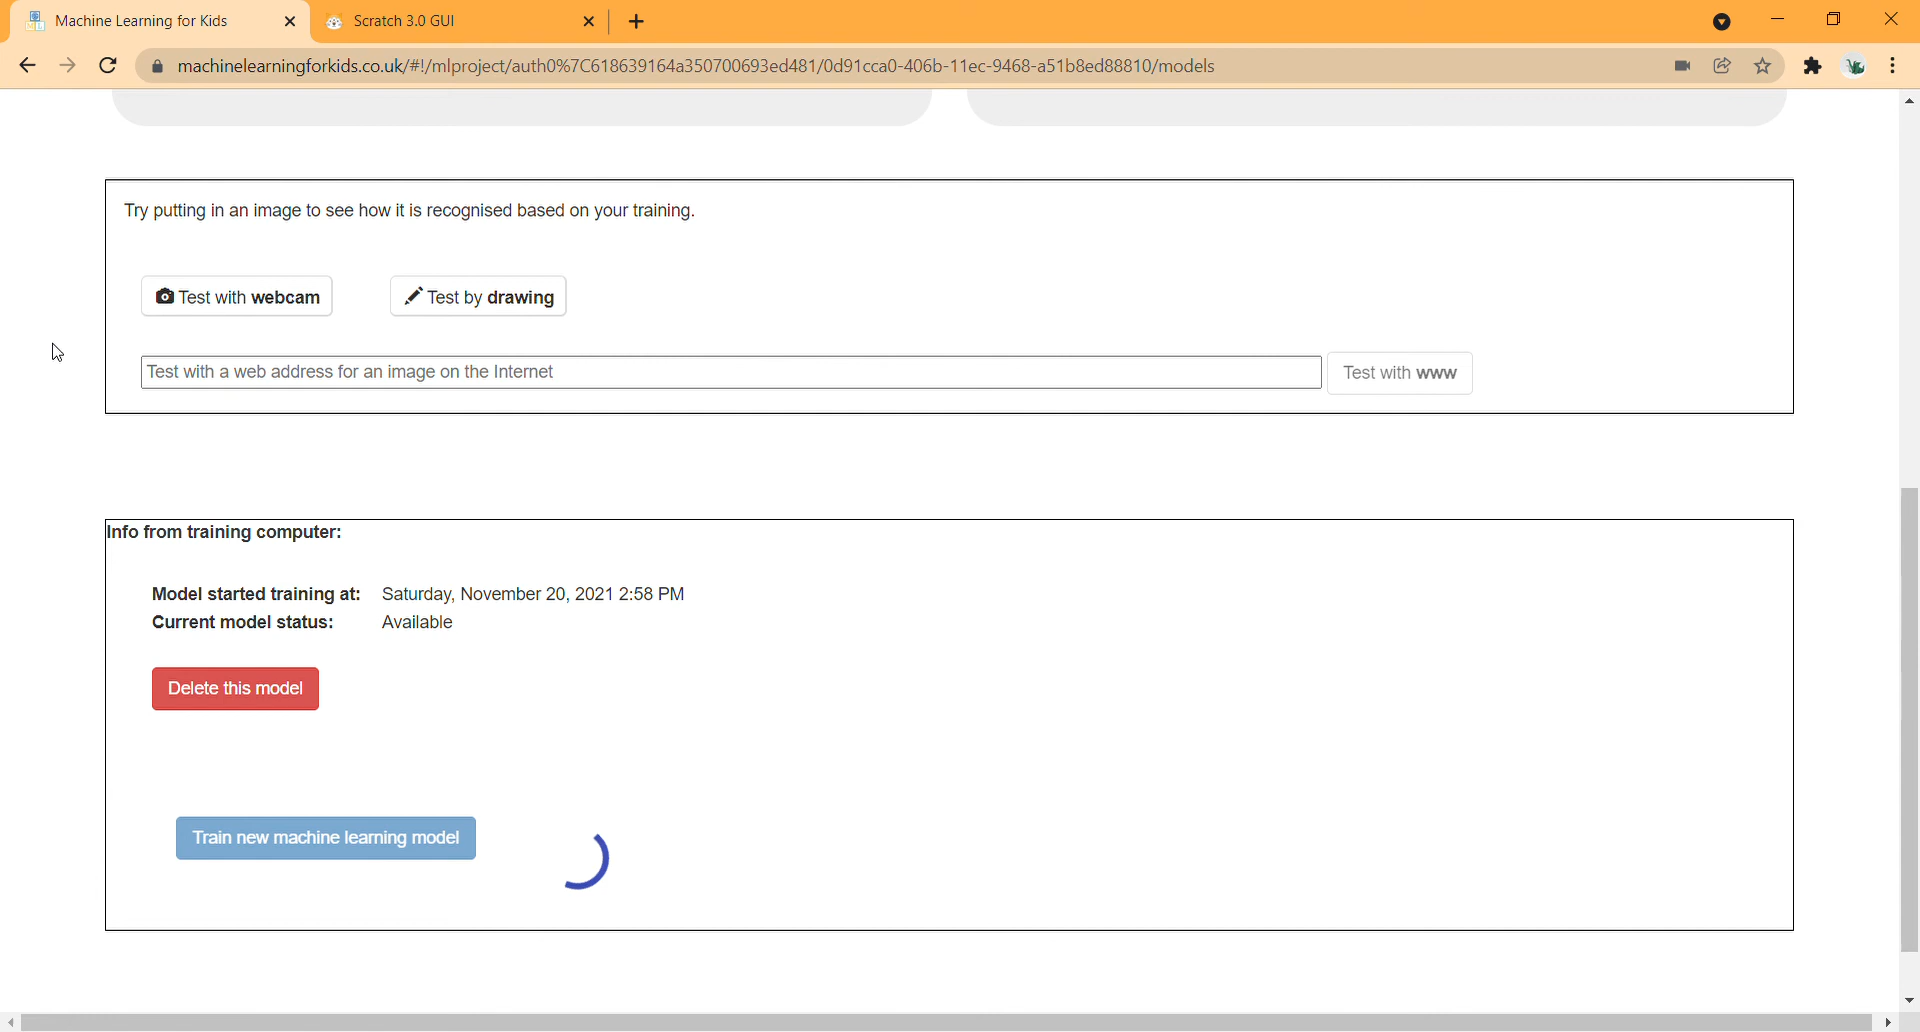 Machine Learning for Kids
Scratch 3.0 GUI
machinelearningforkids.co.uk/#!/mlproject/auth0%7C618639164a350700693ed481/0d91cca0-406b-11ec-9468-a51b8ed88810/models
Try putting in an image to see how it is recognised based on your training.
Test with webcam
Test by drawing
Test with a web address for an image on the Internet
Test with www
Info from training computer:
Model started training at: Saturday, November 20, 2021 2:58 PM
Current model status: Available
Delete this model
Train new machine learning model